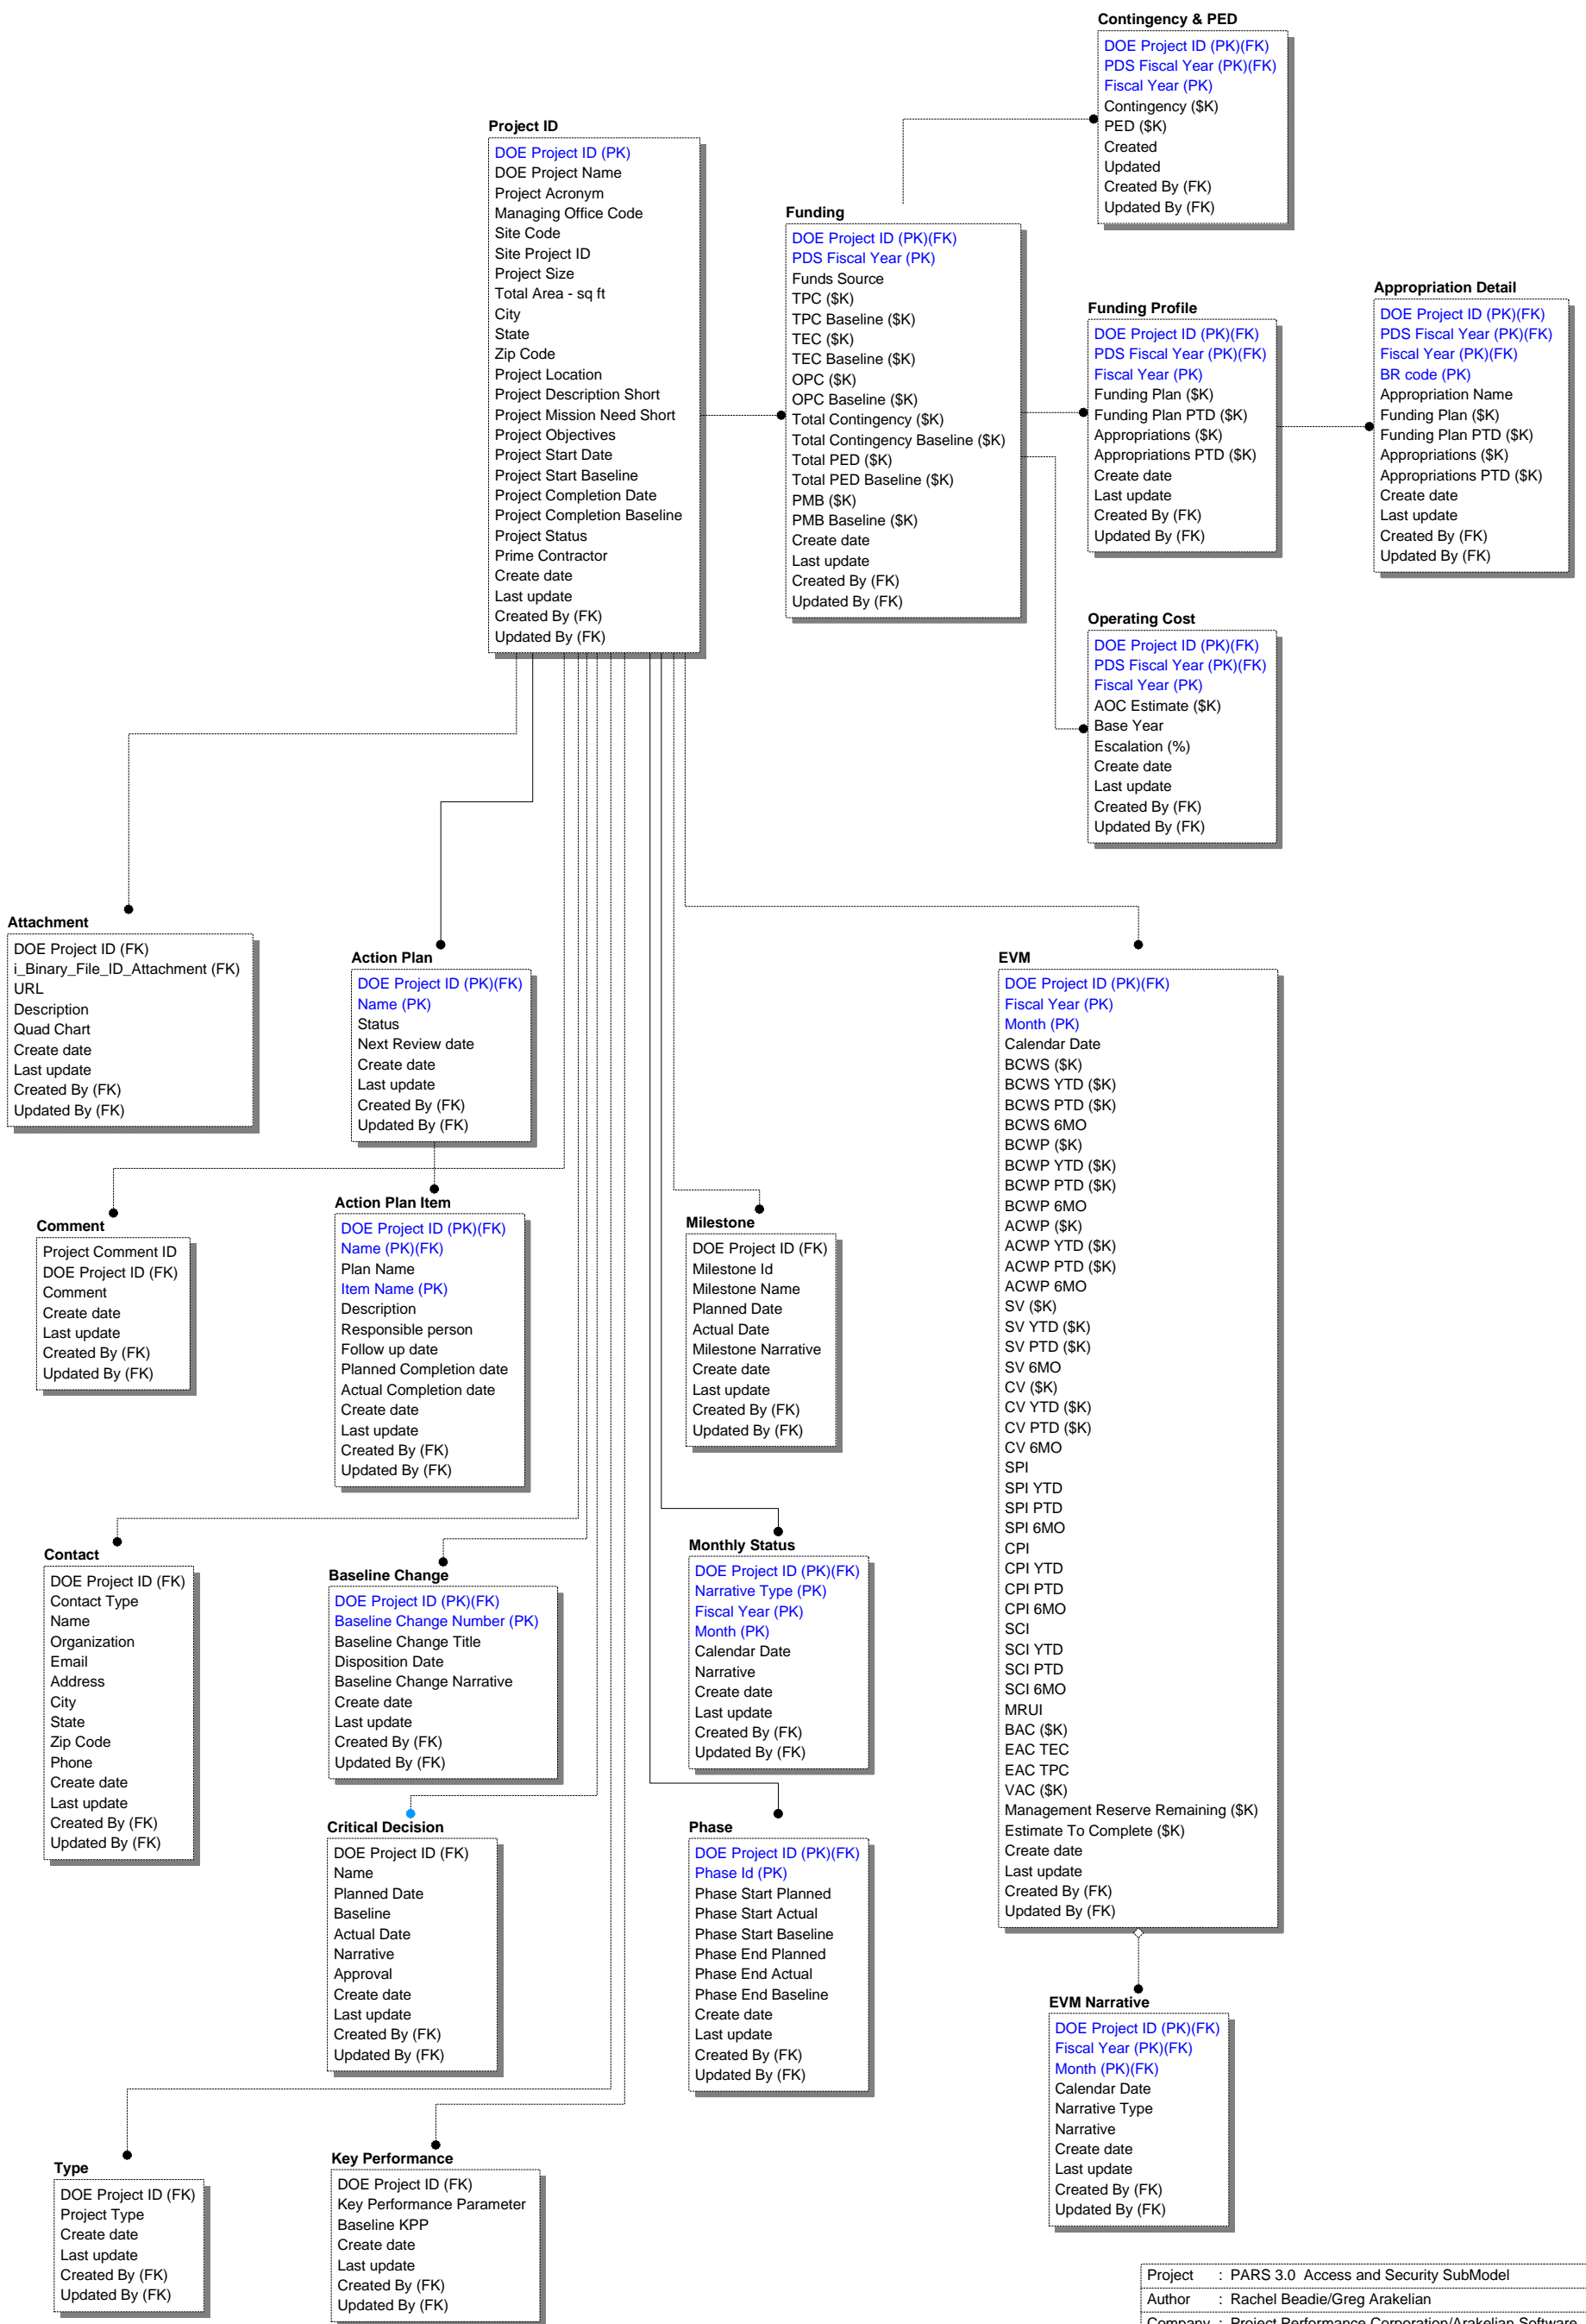 Contingency & PED
DOE Project ID (PK)(FK)
PDS Fiscal Year (PK)(FK)
Fiscal Year (PK)
Contingency ($K)
PED ($K)
Created
Updated
Created By (FK)
Updated By (FK)
Project ID
DOE Project ID (PK)
DOE Project Name
Project Acronym
Managing Office Code
Site Code
Site Project ID
Project Size
Total Area - sq ft
City
State
Zip Code
Project Location
Project Description Short
Project Mission Need Short
Project Objectives
Project Start Date
Project Start Baseline
Project Completion Date
Project Completion Baseline
Project Status
Prime Contractor
Create date
Last update
Created By (FK)
Updated By (FK)
Funding
DOE Project ID (PK)(FK)
PDS Fiscal Year (PK)
Funds Source
TPC ($K)
TPC Baseline ($K)
TEC ($K)
TEC Baseline ($K)
OPC ($K)
OPC Baseline ($K)
Total Contingency ($K)
Total Contingency Baseline ($K)
Total PED ($K)
Total PED Baseline ($K)
PMB ($K)
PMB Baseline ($K)
Create date
Last update
Created By (FK)
Updated By (FK)
Funding Profile
DOE Project ID (PK)(FK)
PDS Fiscal Year (PK)(FK)
Fiscal Year (PK)
Funding Plan ($K)
Funding Plan PTD ($K)
Appropriations ($K)
Appropriations PTD ($K)
Create date
Last update
Created By (FK)
Updated By (FK)
Appropriation Detail
DOE Project ID (PK)(FK)
PDS Fiscal Year (PK)(FK)
Fiscal Year (PK)(FK)
BR code (PK)
Appropriation Name
Funding Plan ($K)
Funding Plan PTD ($K)
Appropriations ($K)
Appropriations PTD ($K)
Create date
Last update
Created By (FK)
Updated By (FK)
Operating Cost
DOE Project ID (PK)(FK)
PDS Fiscal Year (PK)(FK)
Fiscal Year (PK)
AOC Estimate ($K)
Base Year
Escalation (%)
Create date
Last update
Created By (FK)
Updated By (FK)
Attachment
DOE Project ID (FK)
i_Binary_File_ID_Attachment (FK)
URL
Description
Quad Chart
Create date
Last update
Created By (FK)
Updated By (FK)
Action Plan
DOE Project ID (PK)(FK)
Name (PK)
Status
Next Review date
Create date
Last update
Created By (FK)
Updated By (FK)
EVM
DOE Project ID (PK)(FK)
Fiscal Year (PK)
Month (PK)
Calendar Date
BCWS ($K)
BCWS YTD ($K)
BCWS PTD ($K)
BCWS 6MO
BCWP ($K)
BCWP YTD ($K)
BCWP PTD ($K)
BCWP 6MO
ACWP ($K)
ACWP YTD ($K)
ACWP PTD ($K)
ACWP 6MO
SV ($K)
SV YTD ($K)
SV PTD ($K)
SV 6MO
CV ($K)
CV YTD ($K)
CV PTD ($K)
CV 6MO
SPI
SPI YTD
SPI PTD
SPI 6MO
CPI
CPI YTD
CPI PTD
CPI 6MO
SCI
SCI YTD
SCI PTD
SCI 6MO
MRUI
BAC ($K)
EAC TEC
EAC TPC
VAC ($K)
Management Reserve Remaining ($K)
Estimate To Complete ($K)
Create date
Last update
Created By (FK)
Updated By (FK)
Comment
Project Comment ID
DOE Project ID (FK)
Comment
Create date
Last update
Created By (FK)
Updated By (FK)
Action Plan Item
DOE Project ID (PK)(FK)
Name (PK)(FK)
Plan Name
Item Name (PK)
Description
Responsible person
Follow up date
Planned Completion date
Actual Completion date
Create date
Last update
Created By (FK)
Updated By (FK)
Milestone
DOE Project ID (FK)
Milestone Id
Milestone Name
Planned Date
Actual Date
Milestone Narrative
Create date
Last update
Created By (FK)
Updated By (FK)
Contact
DOE Project ID (FK)
Contact Type
Name
Organization
Email
Address
City
State
Zip Code
Phone
Create date
Last update
Created By (FK)
Updated By (FK)
Baseline Change
DOE Project ID (PK)(FK)
Baseline Change Number (PK)
Baseline Change Title
Disposition Date
Baseline Change Narrative
Create date
Last update
Created By (FK)
Updated By (FK)
Monthly Status
DOE Project ID (PK)(FK)
Narrative Type (PK)
Fiscal Year (PK)
Month (PK)
Calendar Date
Narrative
Create date
Last update
Created By (FK)
Updated By (FK)
Critical Decision
DOE Project ID (FK)
Name
Planned Date
Baseline
Actual Date
Narrative
Approval
Create date
Last update
Created By (FK)
Updated By (FK)
Phase
DOE Project ID (PK)(FK)
Phase Id (PK)
Phase Start Planned
Phase Start Actual
Phase Start Baseline
Phase End Planned
Phase End Actual
Phase End Baseline
Create date
Last update
Created By (FK)
Updated By (FK)
EVM Narrative
DOE Project ID (PK)(FK)
Fiscal Year (PK)(FK)
Month (PK)(FK)
Calendar Date
Narrative Type
Narrative
Create date
Last update
Created By (FK)
Updated By (FK)
Type
DOE Project ID (FK)
Project Type
Create date
Last update
Created By (FK)
Updated By (FK)
Key Performance
DOE Project ID (FK)
Key Performance Parameter
Baseline KPP
Create date
Last update
Created By (FK)
Updated By (FK)
Project : PARS 3.0 Access and Security SubModel
Author : Rachel Beadie/Greg Arakelian
Company : Project Performance Corporation/Arakelian Software